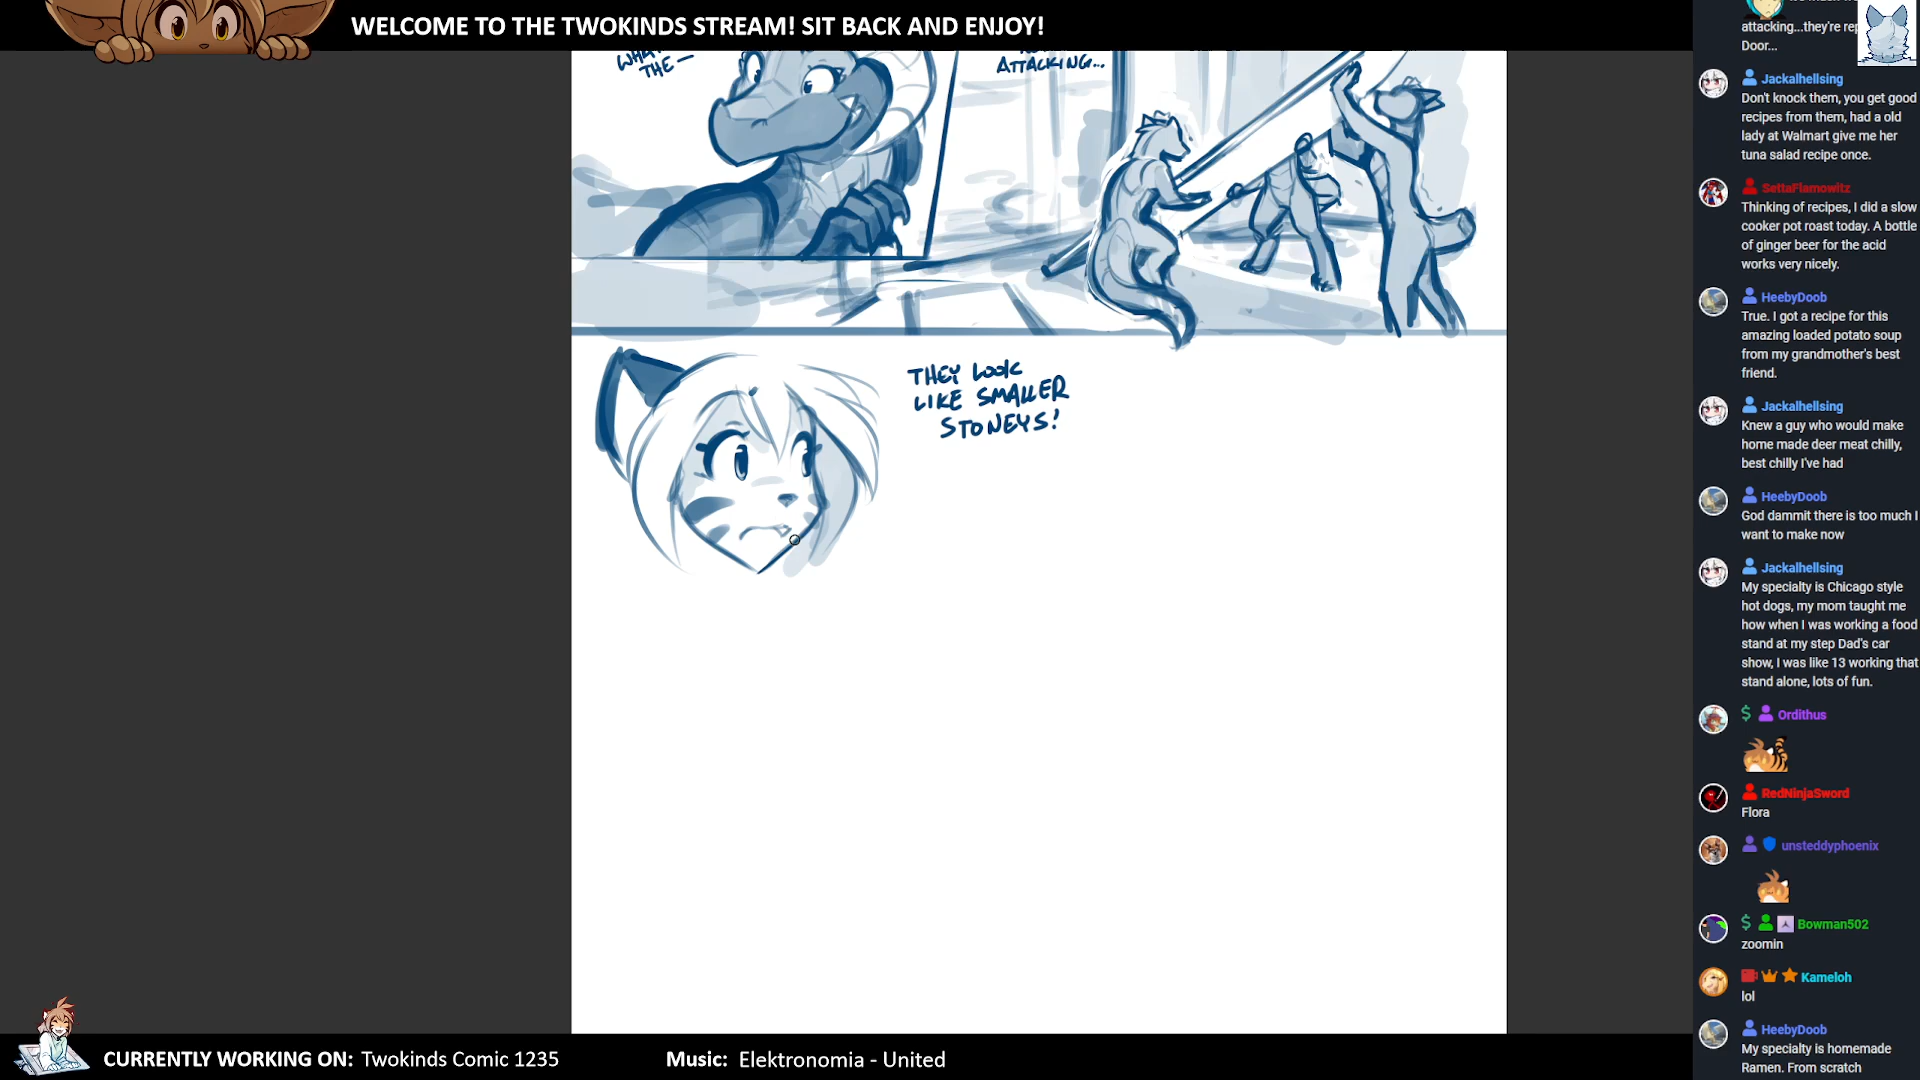 WELCOME TO THE TWOKINDS STREAM! SIT BACK AND ENJOY!
THE—
ATTACKING...
THEY LOOK
LIKE SMALLER
STONEYS!
attacking...they're rep
Door...
Jackalhellsing
Don't knock them, you get good
recipes from them, had a old
lady at Walmart give me her
tuna salad recipe once.
SettaFlamowitz
Thinking of recipes, I did a slow
cooker pot roast today. A bottle
of ginger beer for the acid
works very nicely.
HeebyDoob
True. I got a recipe for this
amazing loaded potato soup
from my grandmother's best
friend.
Jackalhellsing
Knew a guy who would make
home made deer meat chilly,
best chilly I've had
HeebyDoob
God dammit there is too much I
want to make now
Jackalhellsing
My specialty is Chicago style
hot dogs, my mom taught me
how when I was working a food
stand at my step Dad's car
show, I was like 13 working that
stand alone, lots of fun.
Ordithus
RedNinjaSword
Flora
unsteddyphoenix
Bowman502
zoomin
Kameloh
lol
HeebyDoob
My specialty is homemade
Ramen. From scratch
CURRENTLY WORKING ON: Twokinds Comic 1235
Music: Elektronomia - United